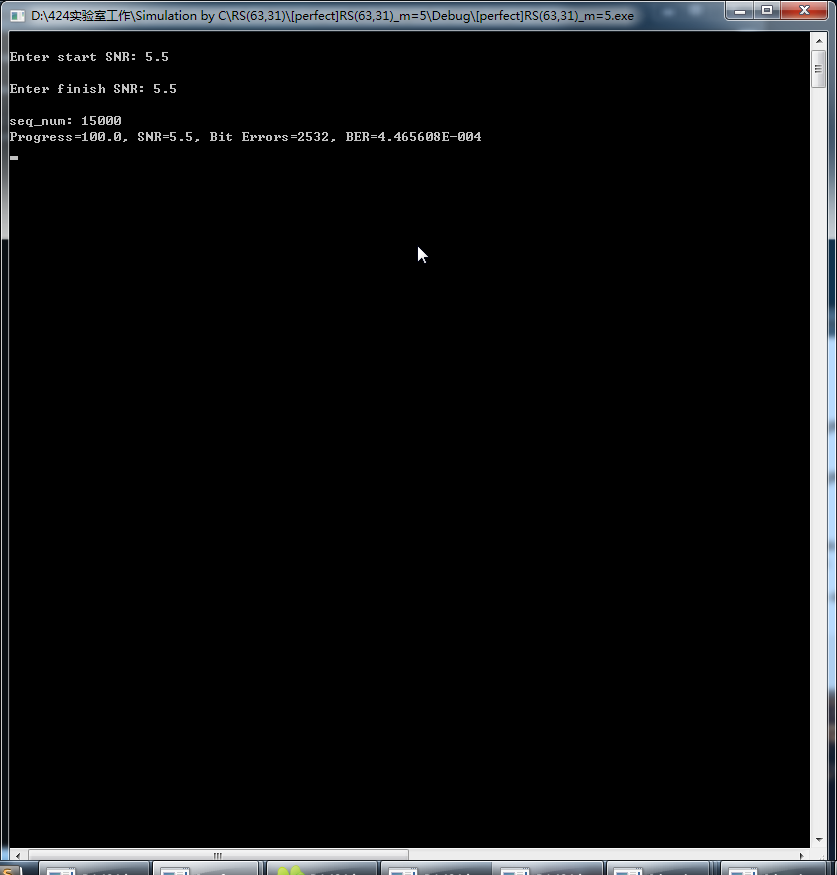 D:\424实验室工作\Simulation by C\RS(63,31)\[perfect]RS(63,31)_m=5\Debug\[perfect]RS(63,31)_m=5.exe
Enter start SNR: 5.5
Enter finish SNR: 5.5
seq_num: 15000
Progress=100.0, SNR=5.5, Bit Errors=2532, BER=4.465608E-004